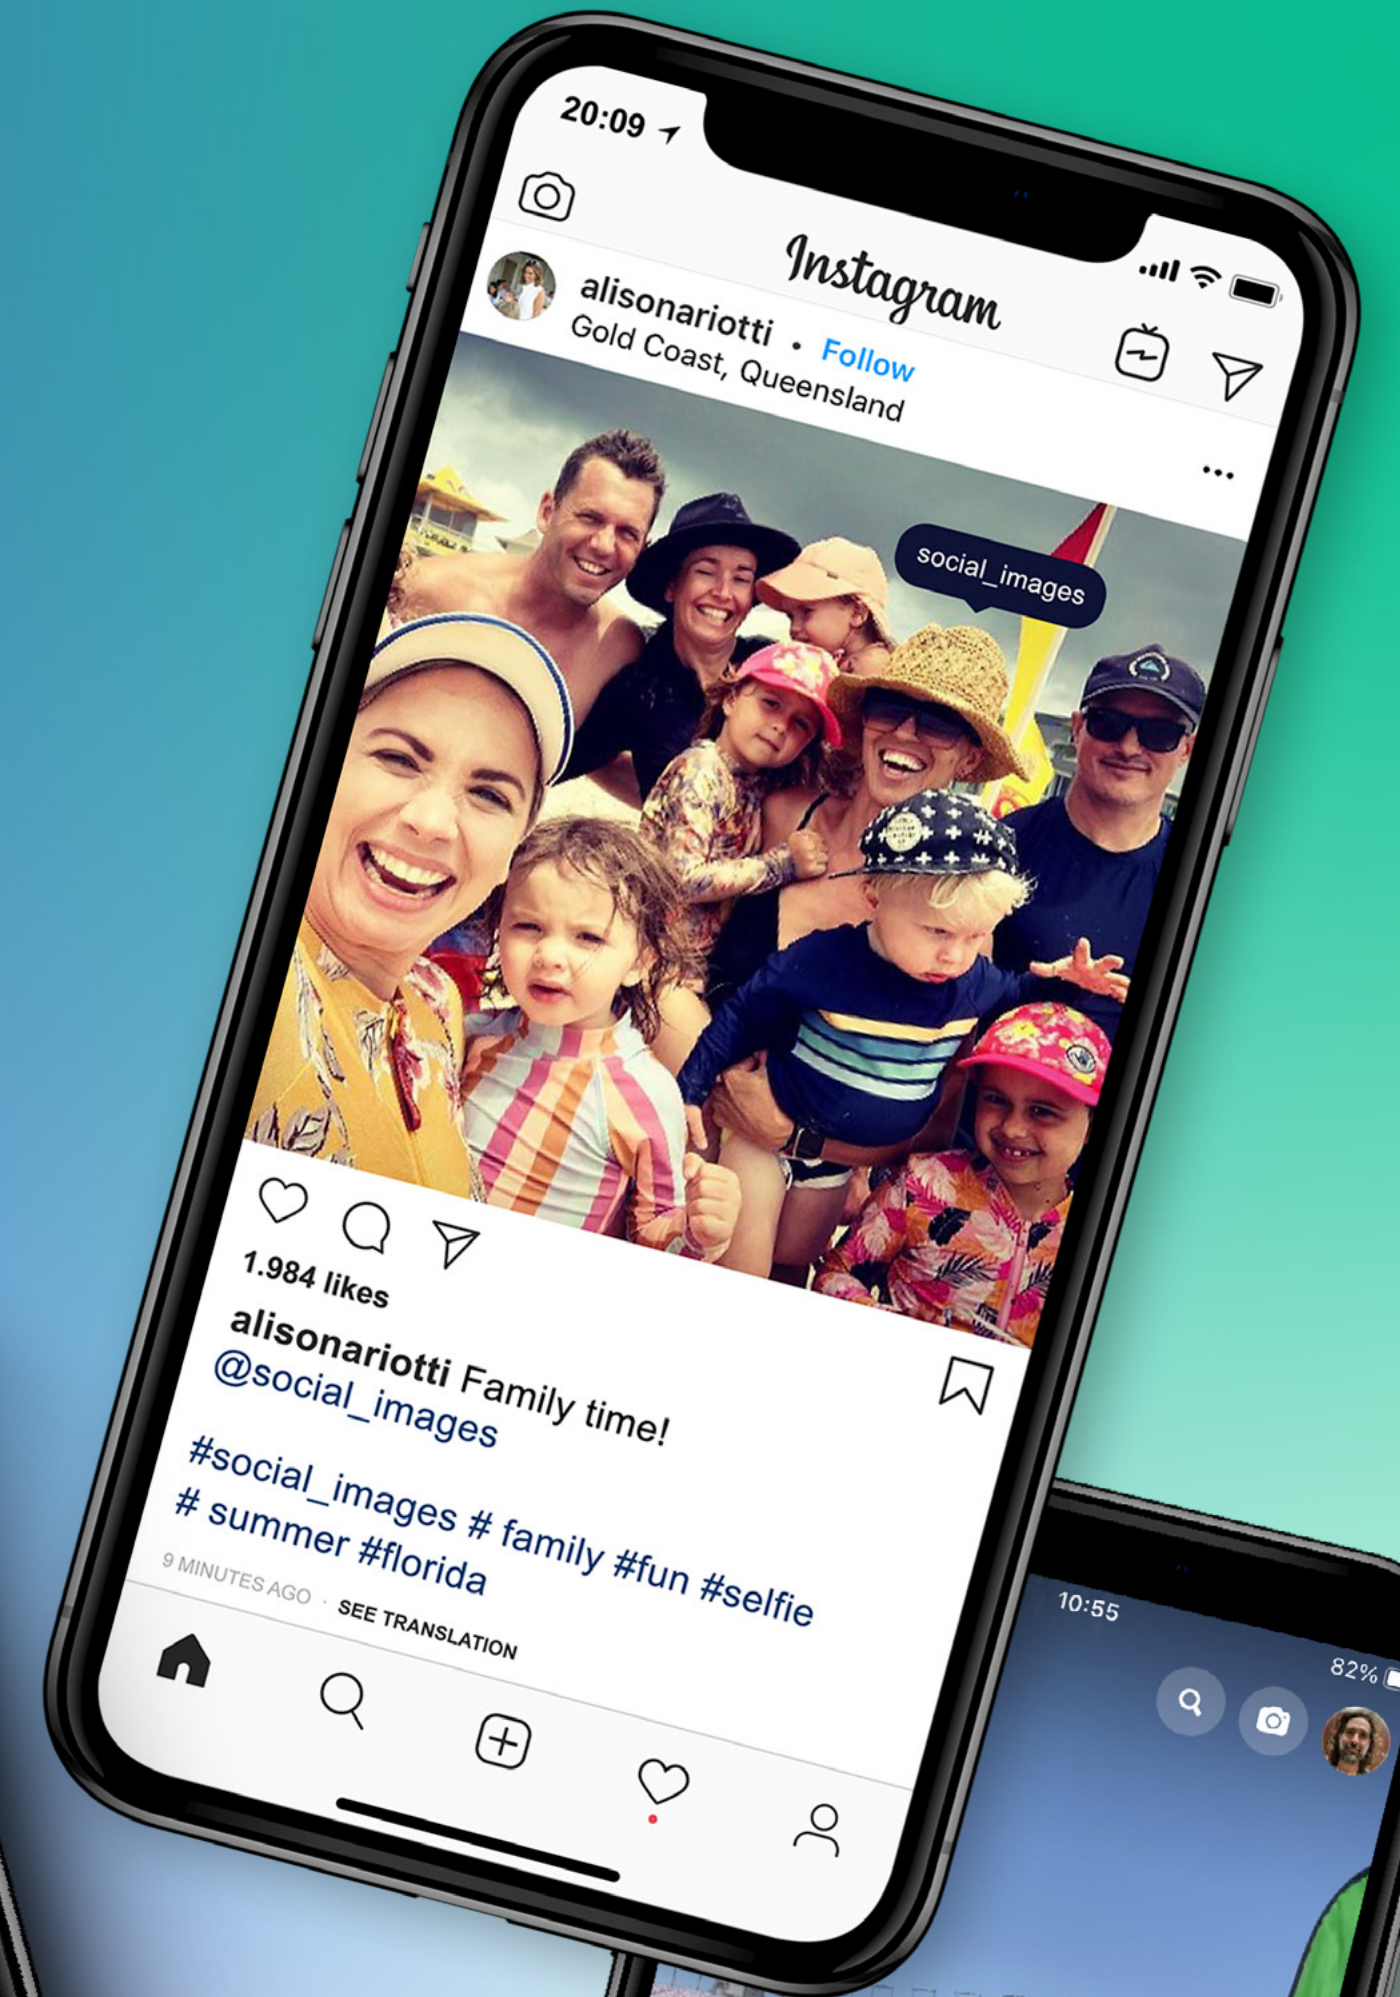 20:09
Instagram
alisonariotti • Follow
Gold Coast, Queensland
...
social_images
1.984 likes
alisonariotti Family time!
@social_images
#social_images # family #fun #selfie
# summer #florida
9 MINUTES AGO · SEE TRANSLATION
10:55
82%